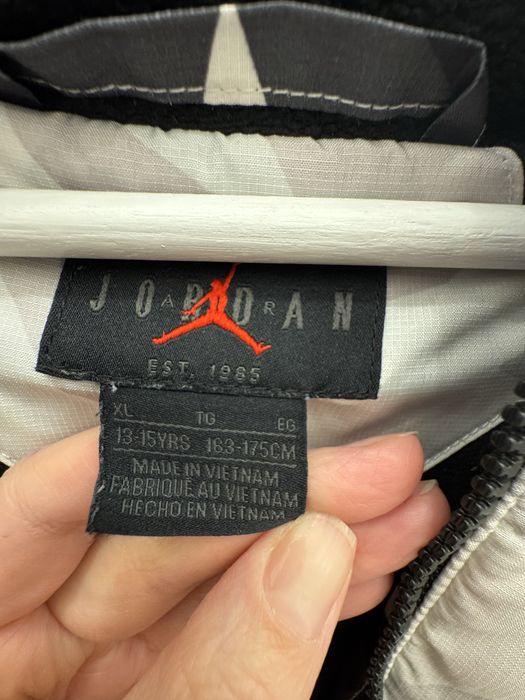 JORDAN
AIR
EST. 1985
XL TG EG
13-15YRS 163-175CM
MADE IN VIETNAM
FABRIQUÉ AU VIETNAM
HECHO EN VIETNAM